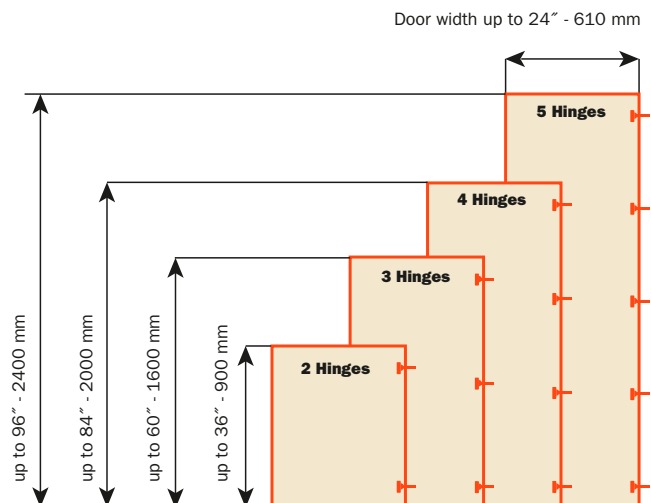 Door width up to 24˝ - 610 mm
5 Hinges
4 Hinges
3 Hinges
2 Hinges
up to 96˝ - 2400 mm
up to 84˝ - 2000 mm
up to 60˝ - 1600 mm
up to 36˝ - 900 mm